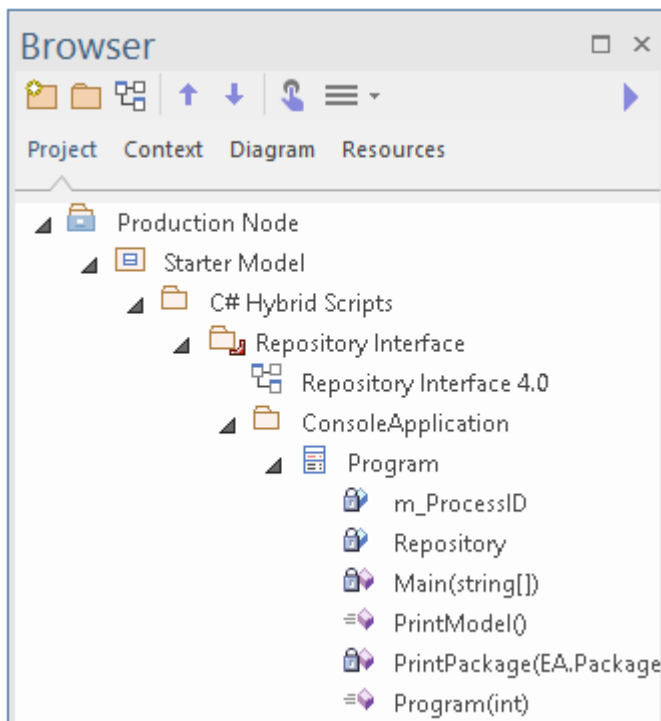 Browser
Project Context Diagram Resources
Production Node
Starter Model
C# Hybrid Scripts
Repository Interface
Repository Interface 4.0
ConsoleApplication
Program
m_ProcessID
Repository
Main(string[])
PrintModel()
PrintPackage(EA.Package
Program(int)